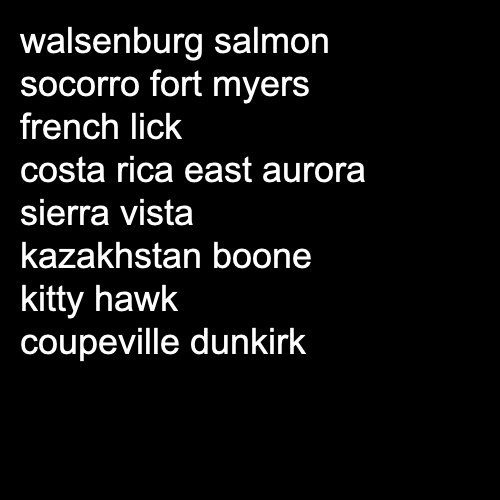 walsenburg salmon
socorro fort myers
french lick
costa rica east aurora
sierra vista
kazakhstan boone
kitty hawk
coupeville dunkirk